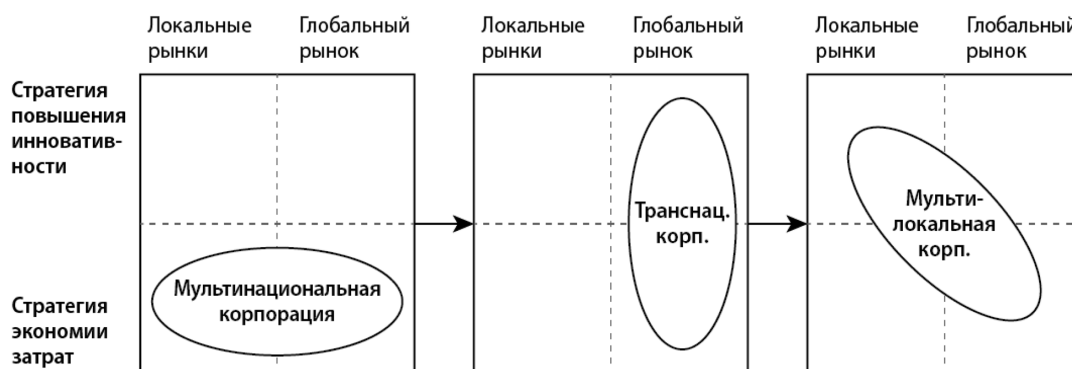 Локальные
рынки
Глобальный
рынок
Локальные
рынки
Глобальный
рынок
Локальные
рынки
Глобальный
рынок
Стратегия
повышения
инноватив-
ности
Стратегия
экономии
затрат
Мультинациональная
корпорация
Транснац.
корп.
Мульти-
локальная
корп.